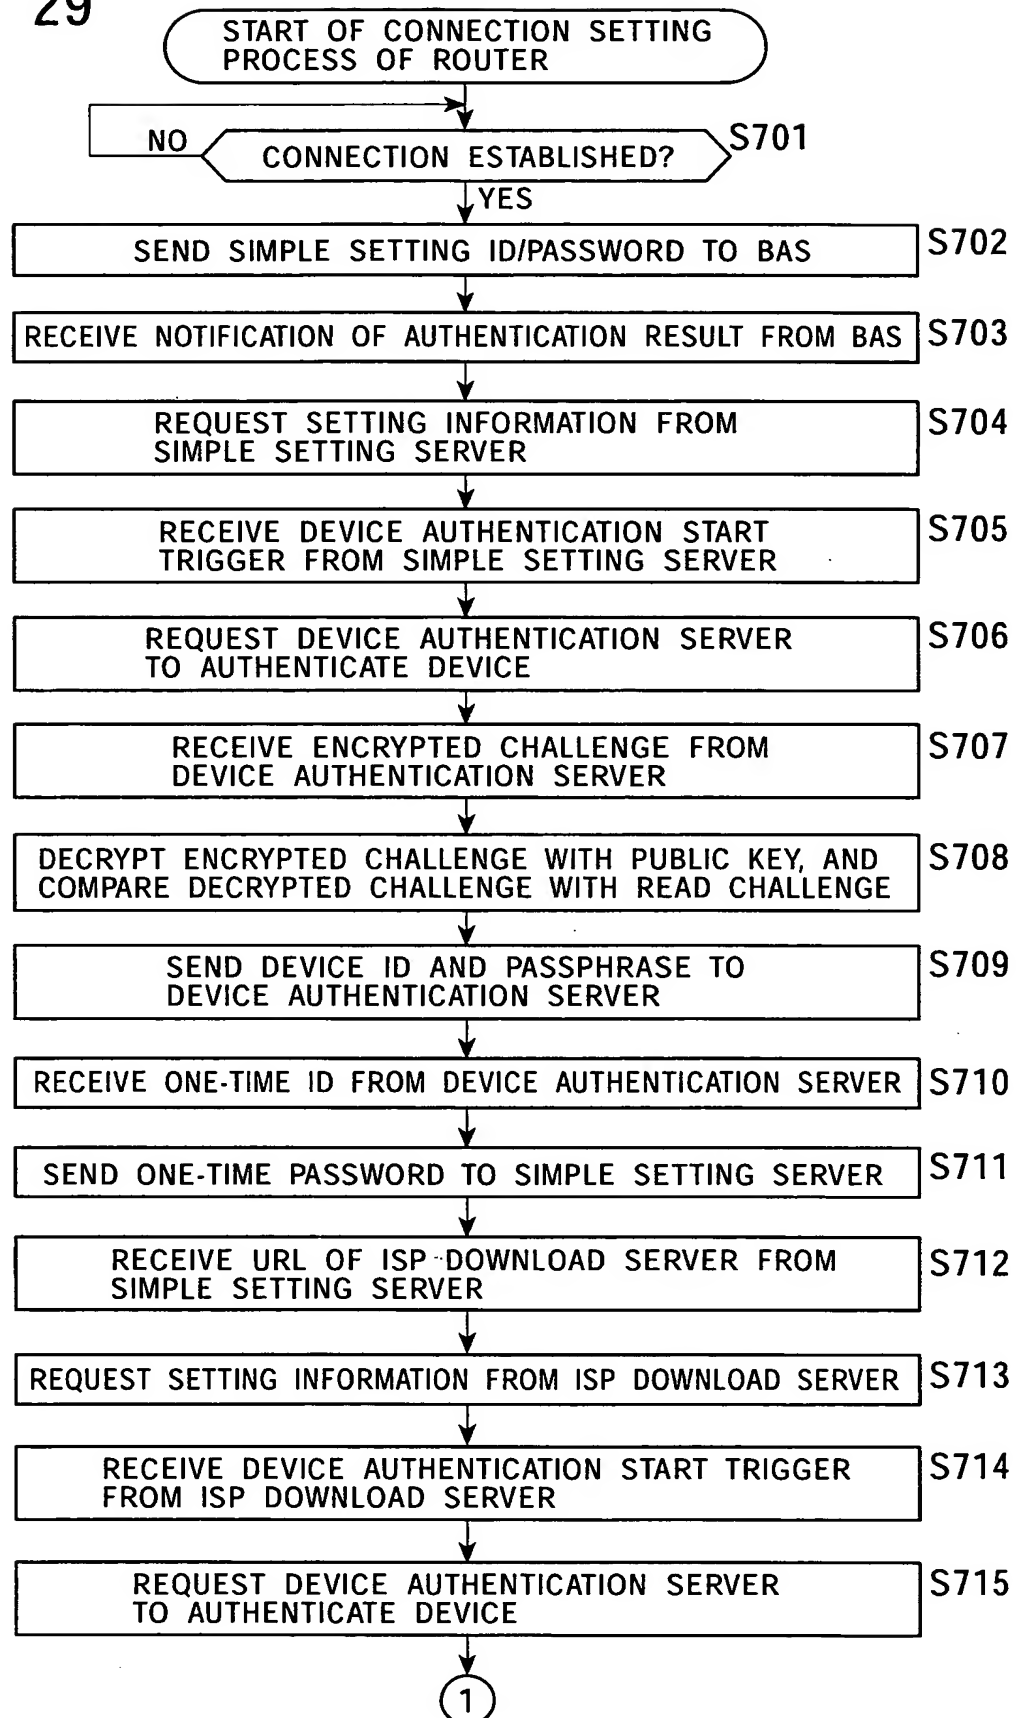 29
START OF CONNECTION SETTING
PROCESS OF ROUTER
NO
CONNECTION ESTABLISHED?
S701
YES
SEND SIMPLE SETTING ID/PASSWORD TO BAS
S702
RECEIVE NOTIFICATION OF AUTHENTICATION RESULT FROM BAS
S703
REQUEST SETTING INFORMATION FROM
SIMPLE SETTING SERVER
S704
RECEIVE DEVICE AUTHENTICATION START
TRIGGER FROM SIMPLE SETTING SERVER
S705
REQUEST DEVICE AUTHENTICATION SERVER
TO AUTHENTICATE DEVICE
S706
RECEIVE ENCRYPTED CHALLENGE FROM
DEVICE AUTHENTICATION SERVER
S707
DECRYPT ENCRYPTED CHALLENGE WITH PUBLIC KEY, AND
COMPARE DECRYPTED CHALLENGE WITH READ CHALLENGE
S708
SEND DEVICE ID AND PASSPHRASE TO
DEVICE AUTHENTICATION SERVER
S709
RECEIVE ONE-TIME ID FROM DEVICE AUTHENTICATION SERVER
S710
SEND ONE-TIME PASSWORD TO SIMPLE SETTING SERVER
S711
RECEIVE URL OF ISP DOWNLOAD SERVER FROM
SIMPLE SETTING SERVER
S712
REQUEST SETTING INFORMATION FROM ISP DOWNLOAD SERVER
S713
RECEIVE DEVICE AUTHENTICATION START TRIGGER
FROM ISP DOWNLOAD SERVER
S714
REQUEST DEVICE AUTHENTICATION SERVER
TO AUTHENTICATE DEVICE
S715
1